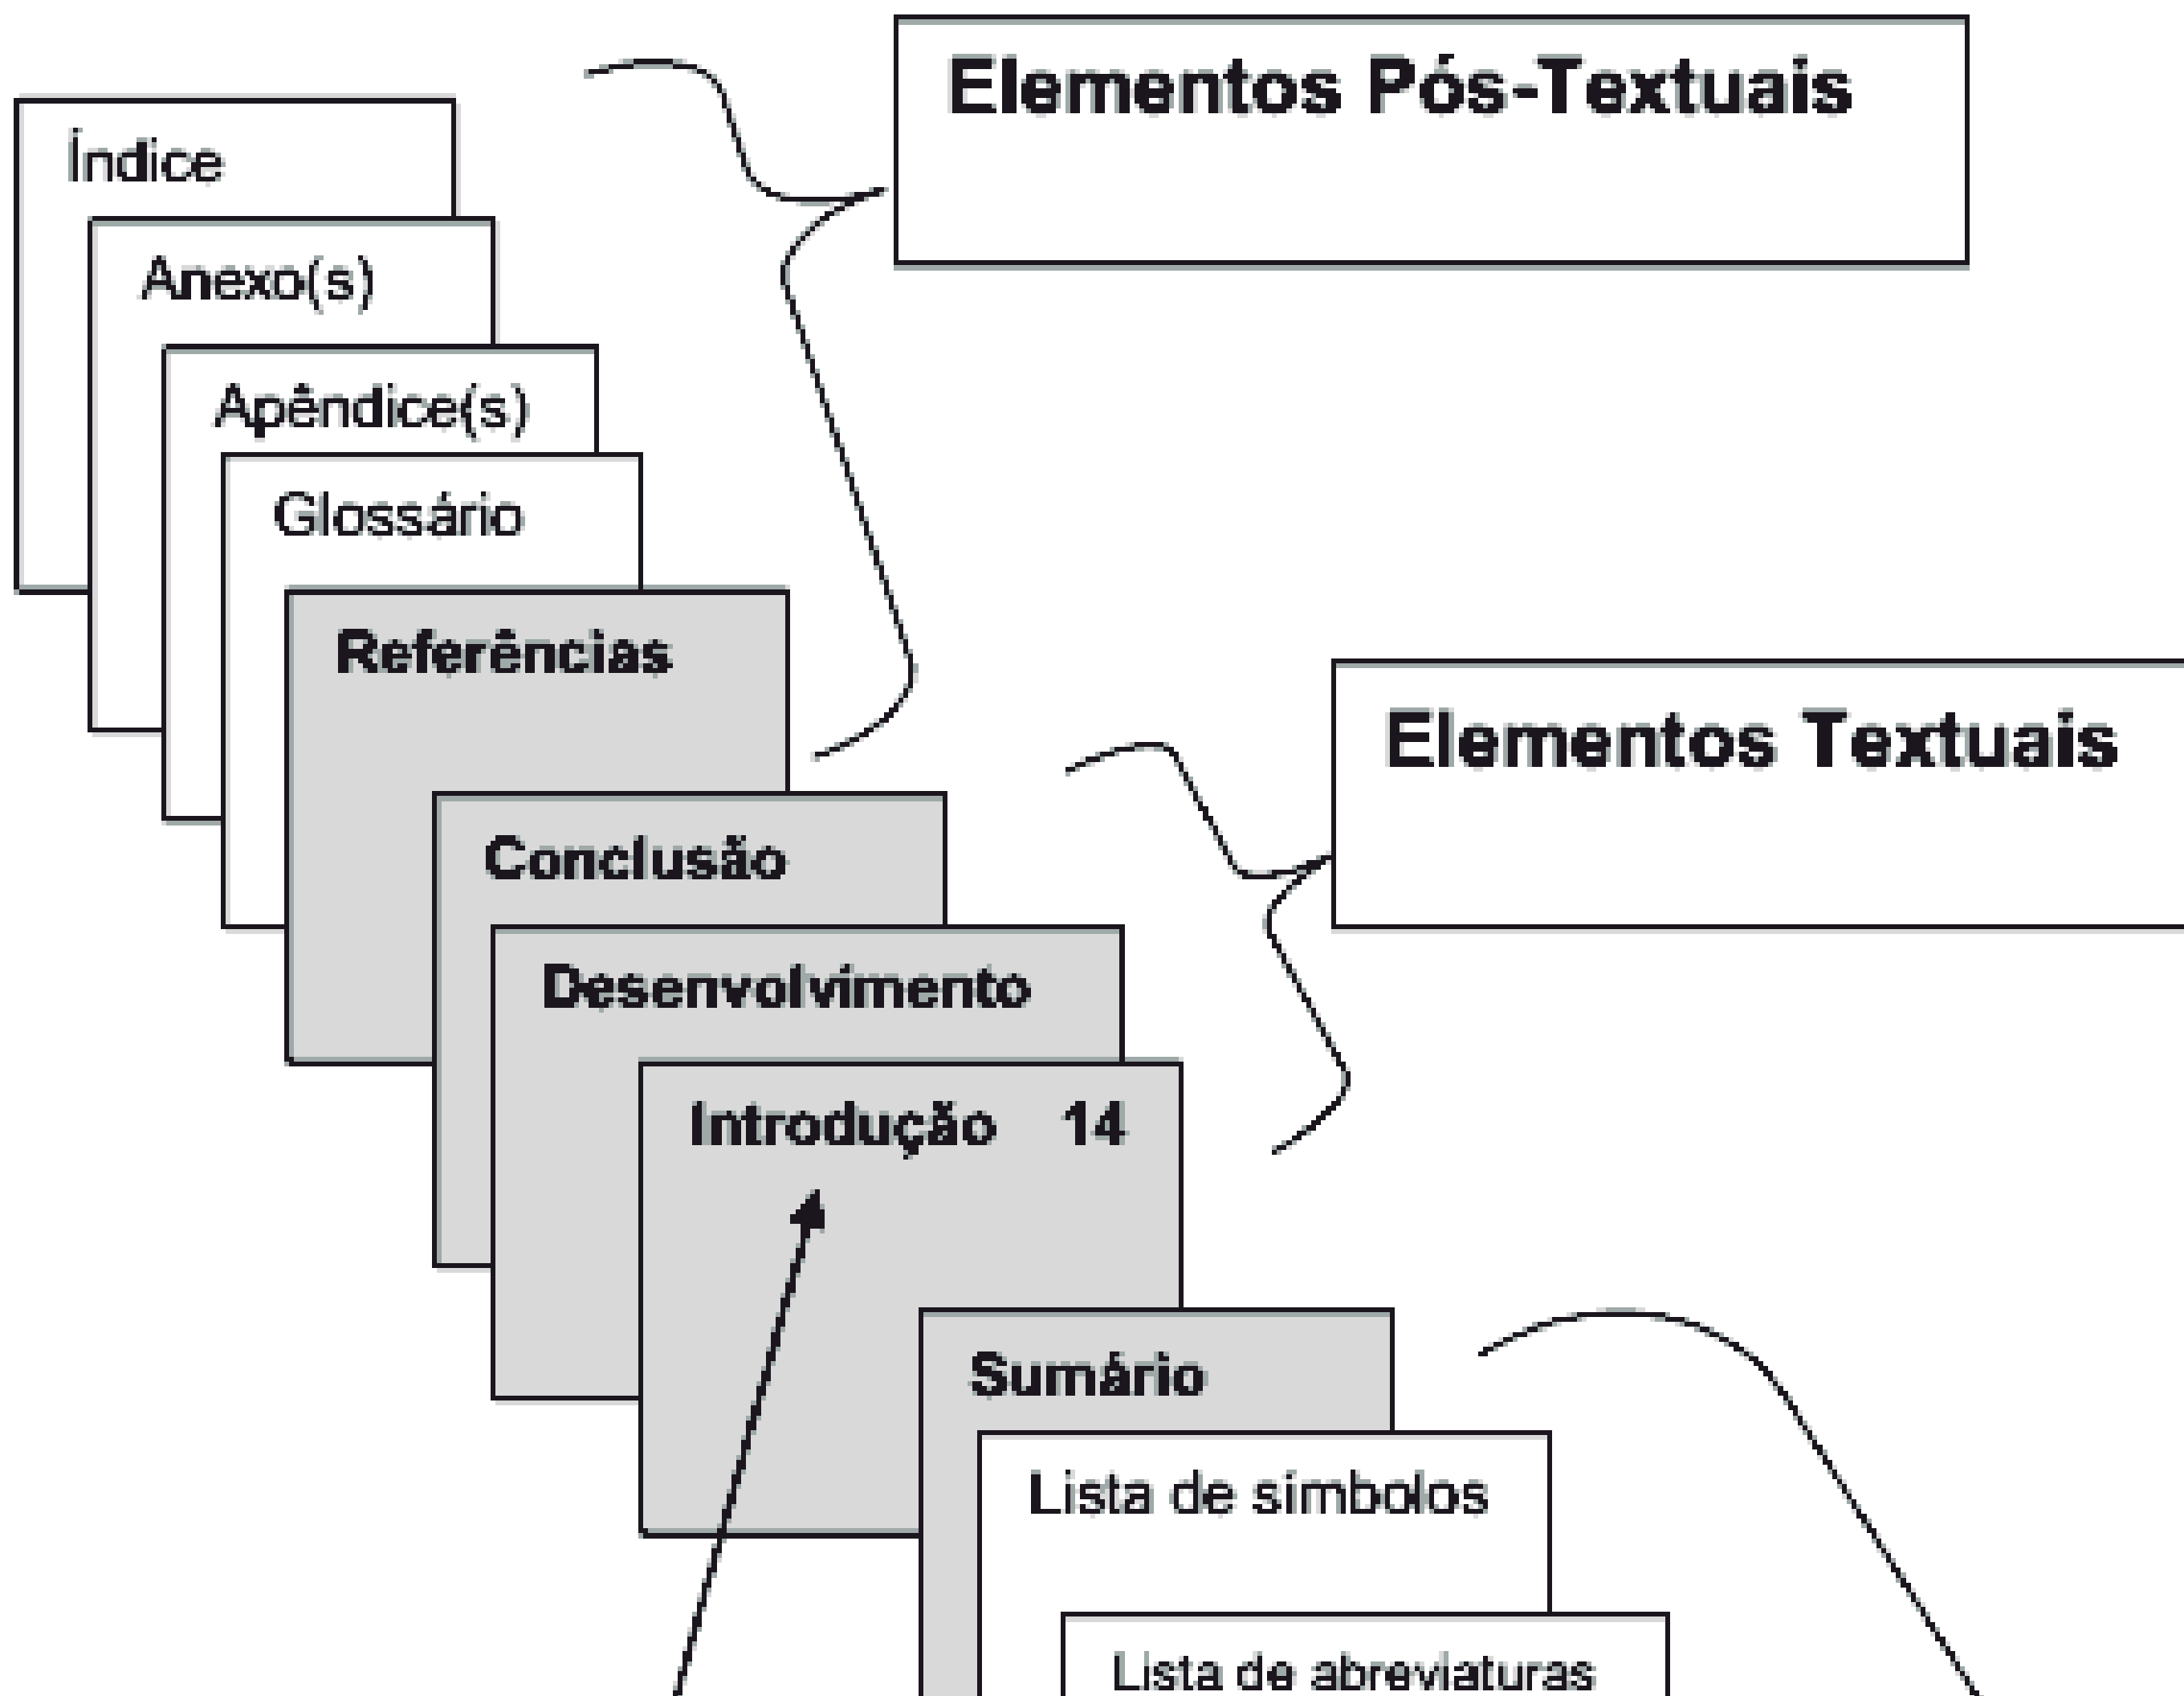 Elementos Pós-Textuais
Índice
Anexo(s)
Apêndice(s)
Glossário
Referências
Elementos Textuais
Conclusão
Desenvolvimento
Introdução 14
Sumário
Lista de símbolos
Lista de abreviaturas